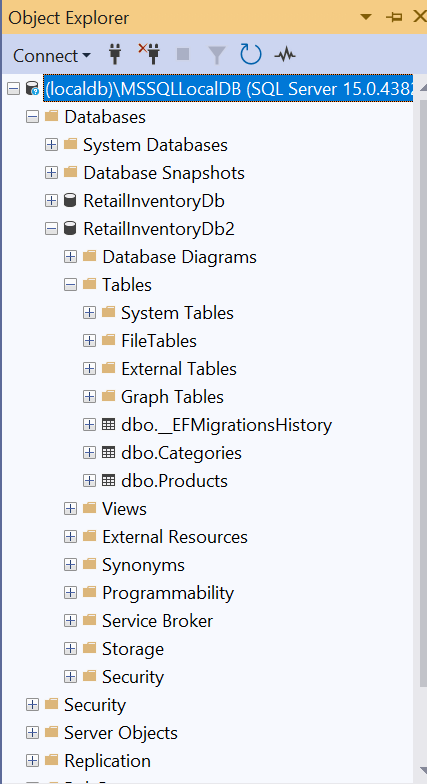 Object Explorer
Connect
(localdb)\MSSQLLocalDB (SQL Server 15.0.4382
Databases
System Databases
Database Snapshots
RetailInventoryDb
RetailInventoryDb2
Database Diagrams
Tables
System Tables
FileTables
External Tables
Graph Tables
dbo.__EFMigrationsHistory
dbo.Categories
dbo.Products
Views
External Resources
Synonyms
Programmability
Service Broker
Storage
Security
Security
Server Objects
Replication